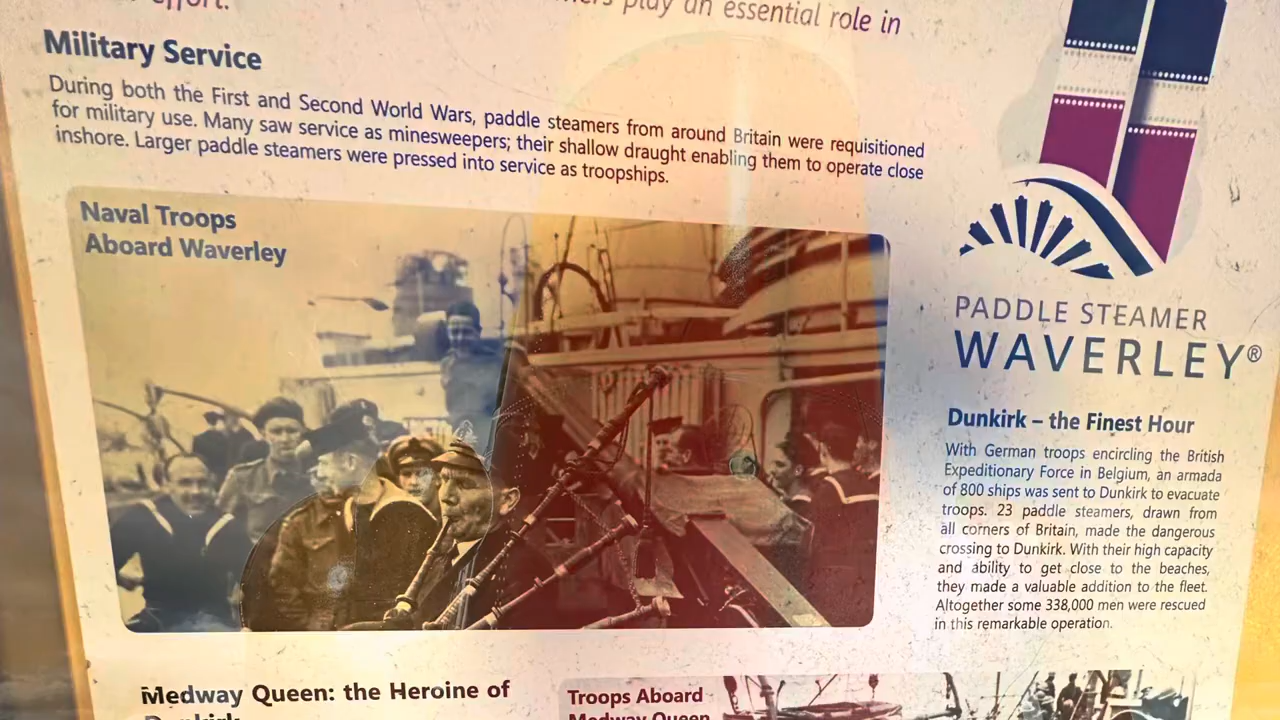 effort.
play an essential role in
Military Service
During both the First and Second World Wars, paddle steamers from around Britain were requisitioned
for military use. Many saw service as minesweepers; their shallow draught enabling them to operate close
inshore. Larger paddle steamers were pressed into service as troopships.
Naval Troops
Aboard Waverley
PADDLE STEAMER
WAVERLEY®
Dunkirk – the Finest Hour
With German troops encircling the British
Expeditionary Force in Belgium, an armada
of 800 ships was sent to Dunkirk to evacuate
troops. 23 paddle steamers, drawn from
all corners of Britain, made the dangerous
crossing to Dunkirk. With their high capacity
and ability to get close to the beaches,
they made a valuable addition to the fleet.
Altogether some 338,000 men were rescued
in this remarkable operation.
Medway Queen: the Heroine of
Dunkirk
Troops Aboard
Medway Queen